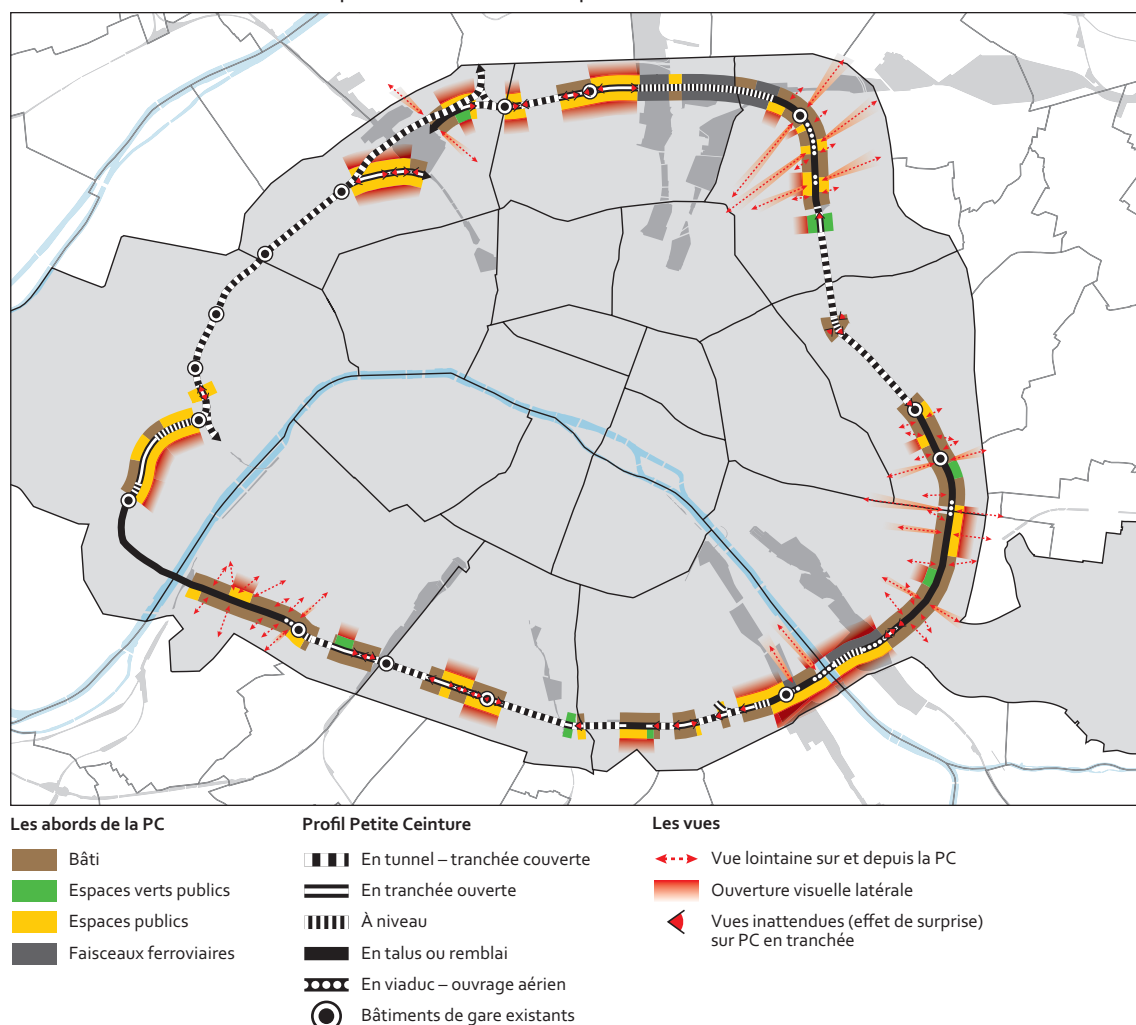 Les abords de la PC
Bâti
Espaces verts publics
Espaces publics
Faisceaux ferroviaires
Profil Petite Ceinture
En tunnel – tranchée couverte
En tranchée ouverte
À niveau
En talus ou remblai
En viaduc – ouvrage aérien
Bâtiments de gare existants
Les vues
Vue lointaine sur et depuis la PC
Ouverture visuelle latérale
Vues inattendues (effet de surprise)
sur PC en tranchée